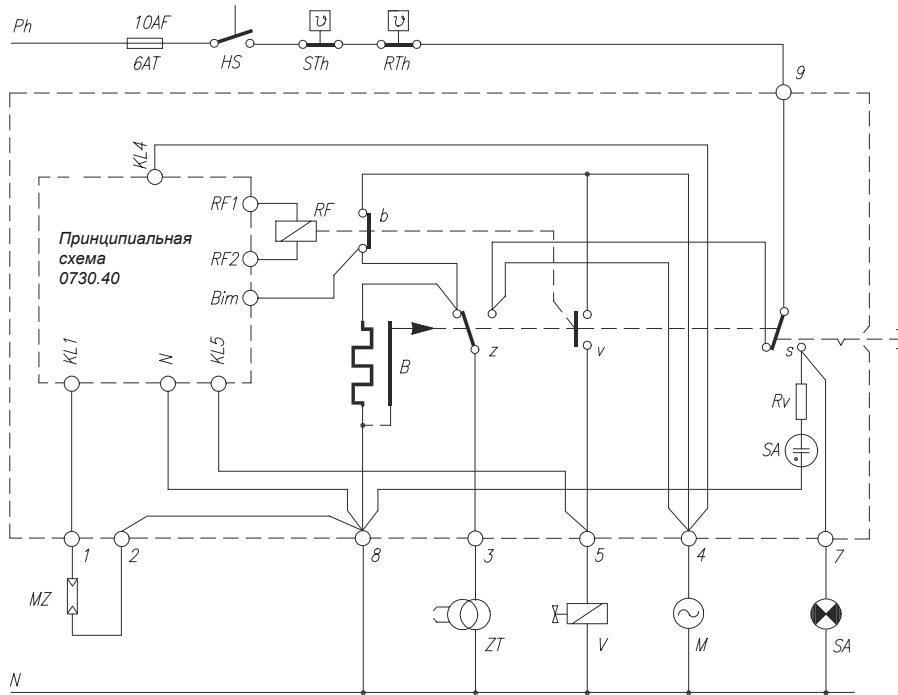 Ph
10AF
6AT
HS
STh
RTh
9
KL4
RF1
RF
b
Принципиальная
схема
0730.40
RF2
Bim
KL1
N
KL5
B
z
v
s
Rv
SA
1
2
8
3
5
4
7
MZ
ZT
V
M
SA
N